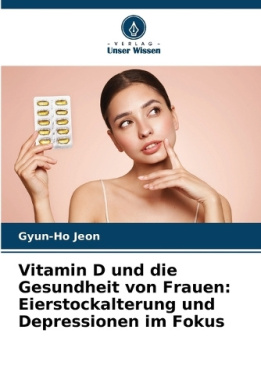 VERLAG
Unser Wissen
Gyun-Ho Jeon
Vitamin D und die
Gesundheit von Frauen:
Eierstockalterung und
Depressionen im Fokus